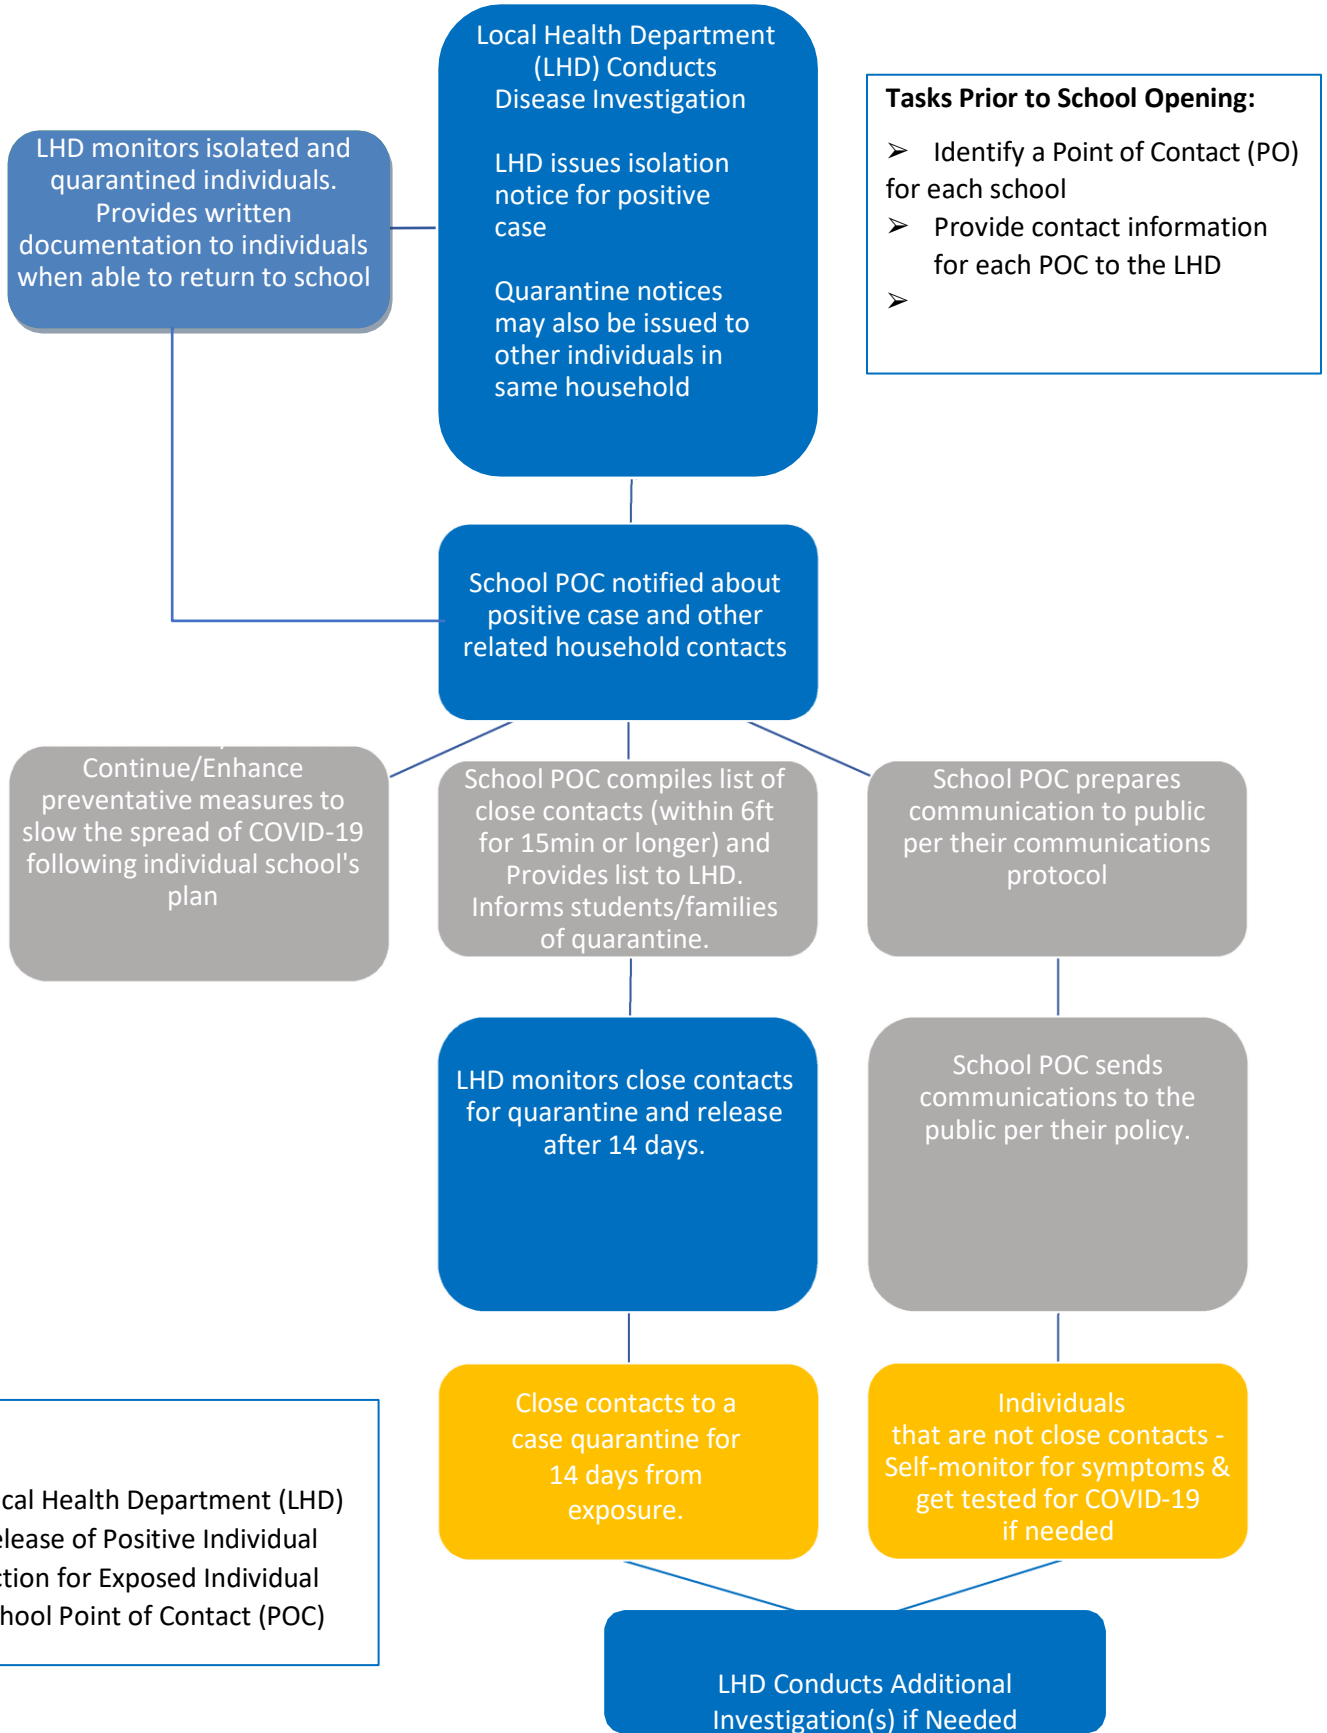 Local Health Department
(LHD) Conducts
Disease Investigation
LHD issues isolation
notice for positive
case
Quarantine notices
may also be issued to
other individuals in
same household
Tasks Prior to School Opening:
➢ Identify a Point of Contact (PO)
for each school
➢ Provide contact information
for each POC to the LHD
➢
LHD monitors isolated and
quarantined individuals.
Provides written
documentation to individuals
when able to return to school
School POC notified about
positive case and other
related household contacts
Continue/Enhance
preventative measures to
slow the spread of COVID-19
following individual school's
plan
School POC compiles list of
close contacts (within 6ft
for 15min or longer) and
Provides list to LHD.
Informs students/families
of quarantine.
School POC prepares
communication to public
per their communications
protocol
LHD monitors close contacts
for quarantine and release
after 14 days.
School POC sends
communications to the
public per their policy.
Close contacts to a
case quarantine for
14 days from
exposure.
Individuals
that are not close contacts -
Self-monitor for symptoms &
get tested for COVID-19
if needed
cal Health Department (LHD)
elease of Positive Individual
ction for Exposed Individual
hool Point of Contact (POC)
LHD Conducts Additional
Investigation(s) if Needed